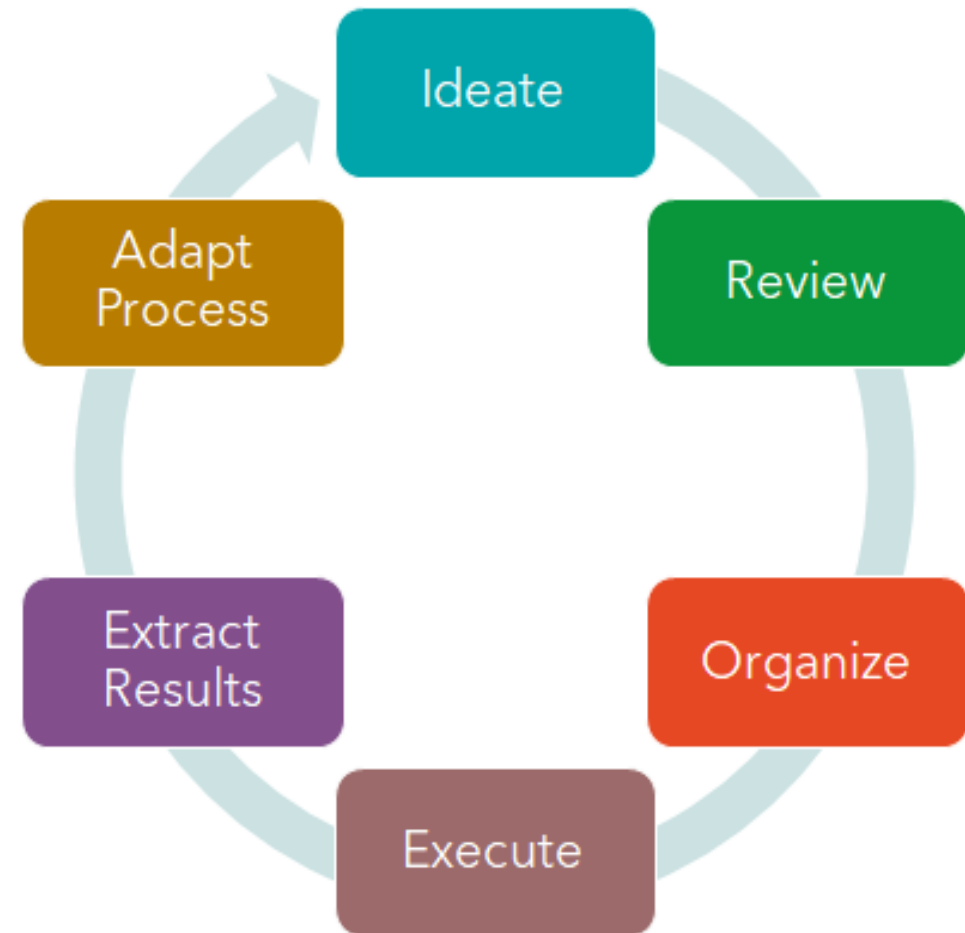 Ideate
Review
Organize
Execute
Extract
Results
Adapt
Process